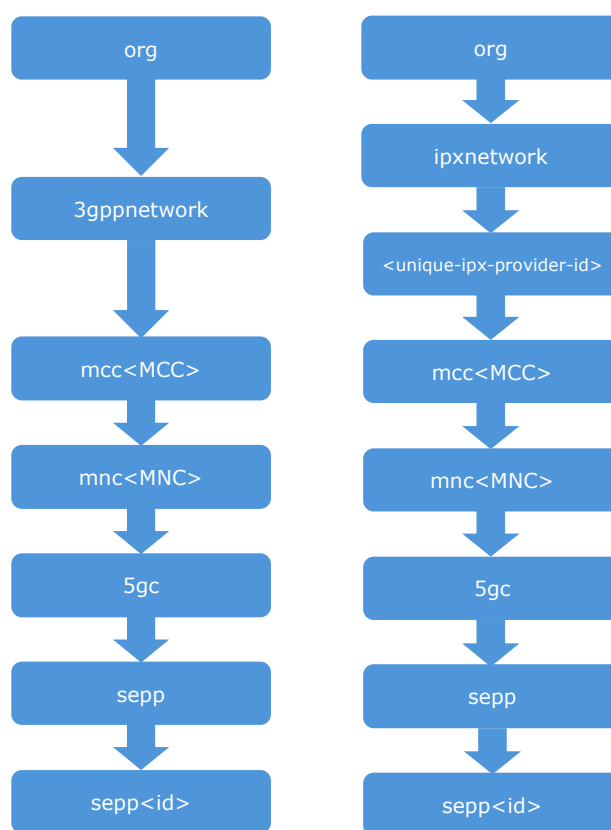 org
3gppnetwork
mcc<MCC>
mnc<MNC>
5gc
sepp
sepp<id>
org
ipxnetwork
<unique-ipx-provider-id>
mcc<MCC>
mnc<MNC>
5gc
sepp
sepp<id>